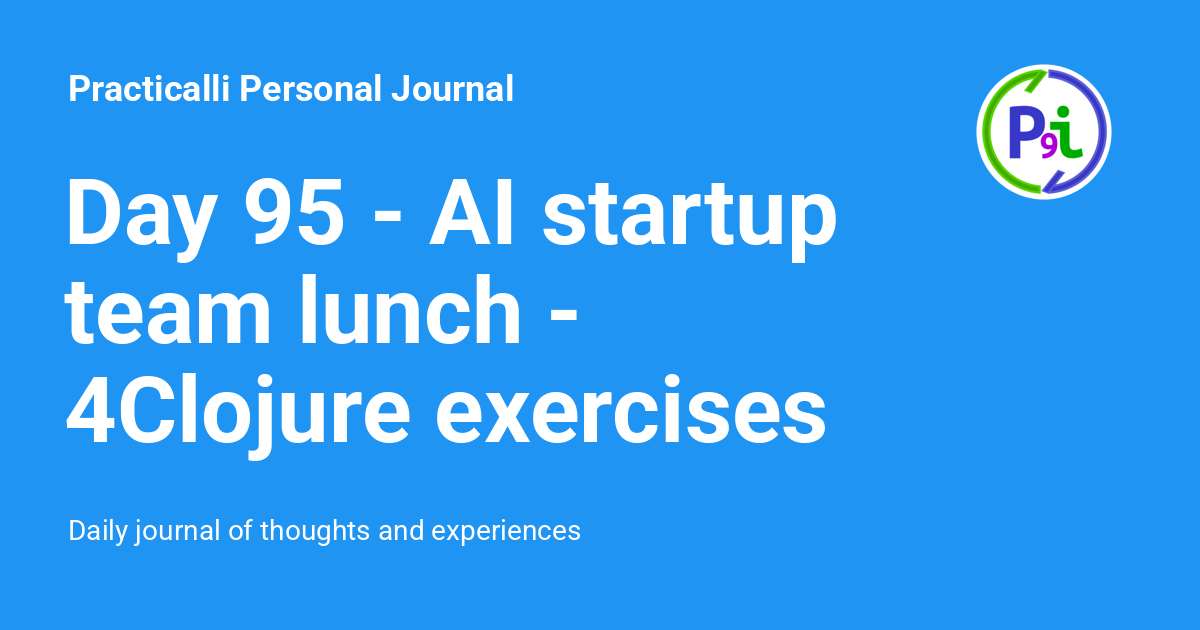 Practicalli Personal Journal
P9i
Day 95 - AI startup
team lunch -
4Clojure exercises
Daily journal of thoughts and experiences